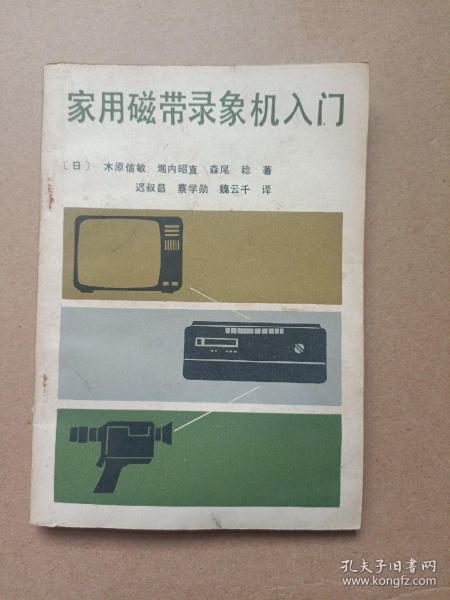 家用磁带录象机入门
〔日〕 木原信敏 堀内昭直 森尾 稔 著
迟叔昌 蔡学勋 魏云千 译
孔夫子旧书网
www.kongfz.com